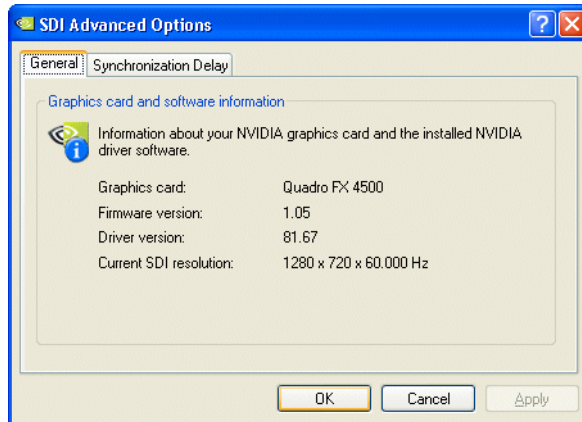 SDI Advanced Options
General
Synchronization Delay
Graphics card and software information
Information about your NVIDIA graphics card and the installed NVIDIA
driver software.
Graphics card: Quadro FX 4500
Firmware version: 1.05
Driver version: 81.67
Current SDI resolution: 1280 x 720 x 60.000 Hz
OK Cancel Apply